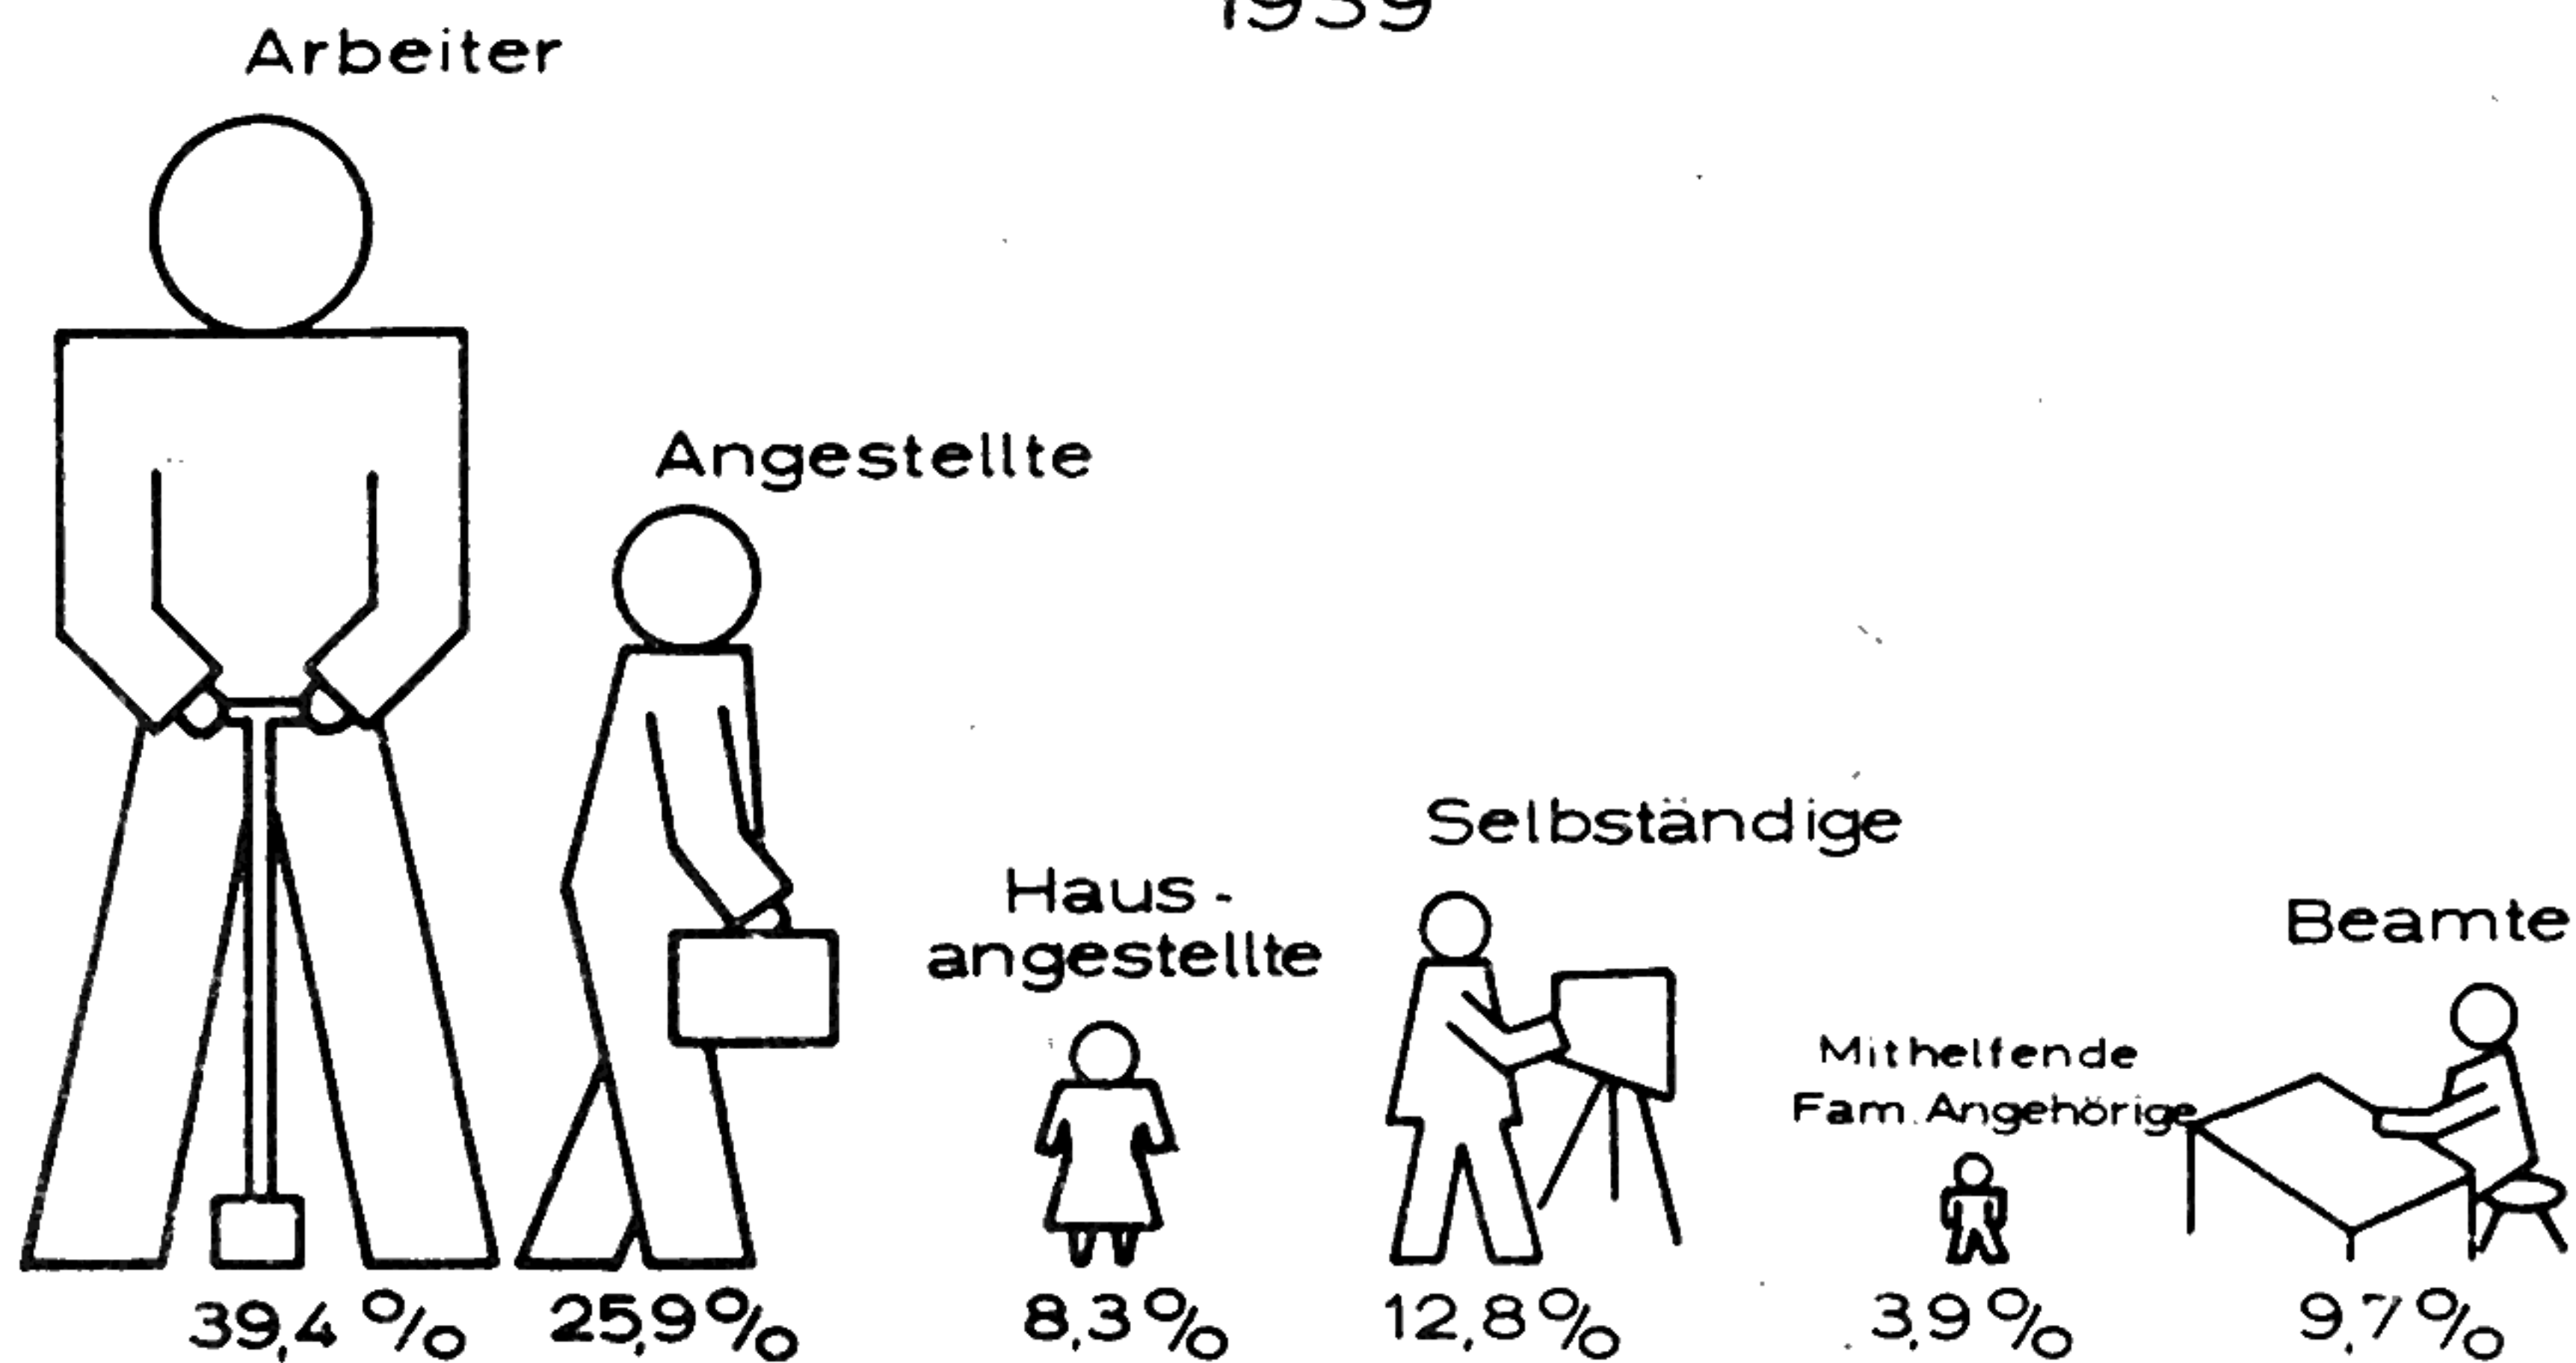 1939
Arbeiter
Angestellte
Haus-
angestellte
Selbständige
Mithelfende
Fam. Angehörige
Beamte
39,4 %
25,9%
8,3%
12,8%
3,9%
9,7%